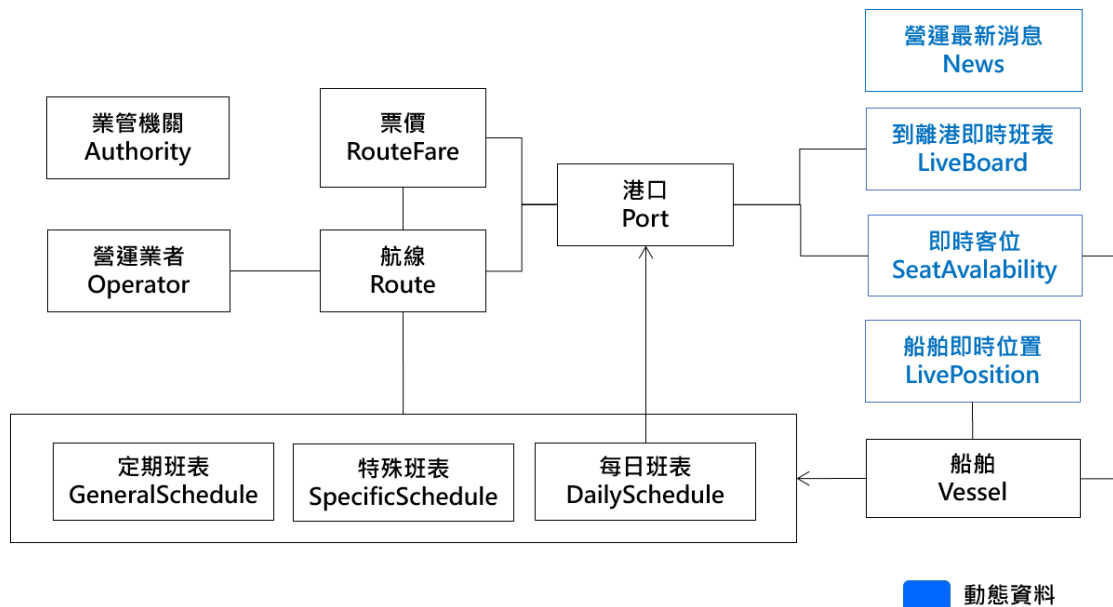 營運最新消息
News
業管機關
Authority
票價
RouteFare
到離港即時班表
LiveBoard
港口
Port
營運業者
Operator
航線
Route
即時客位
SeatAvalability
船舶即時位置
LivePosition
定期班表
GeneralSchedule
特殊班表
SpecificSchedule
每日班表
DailySchedule
船舶
Vessel
動態資料